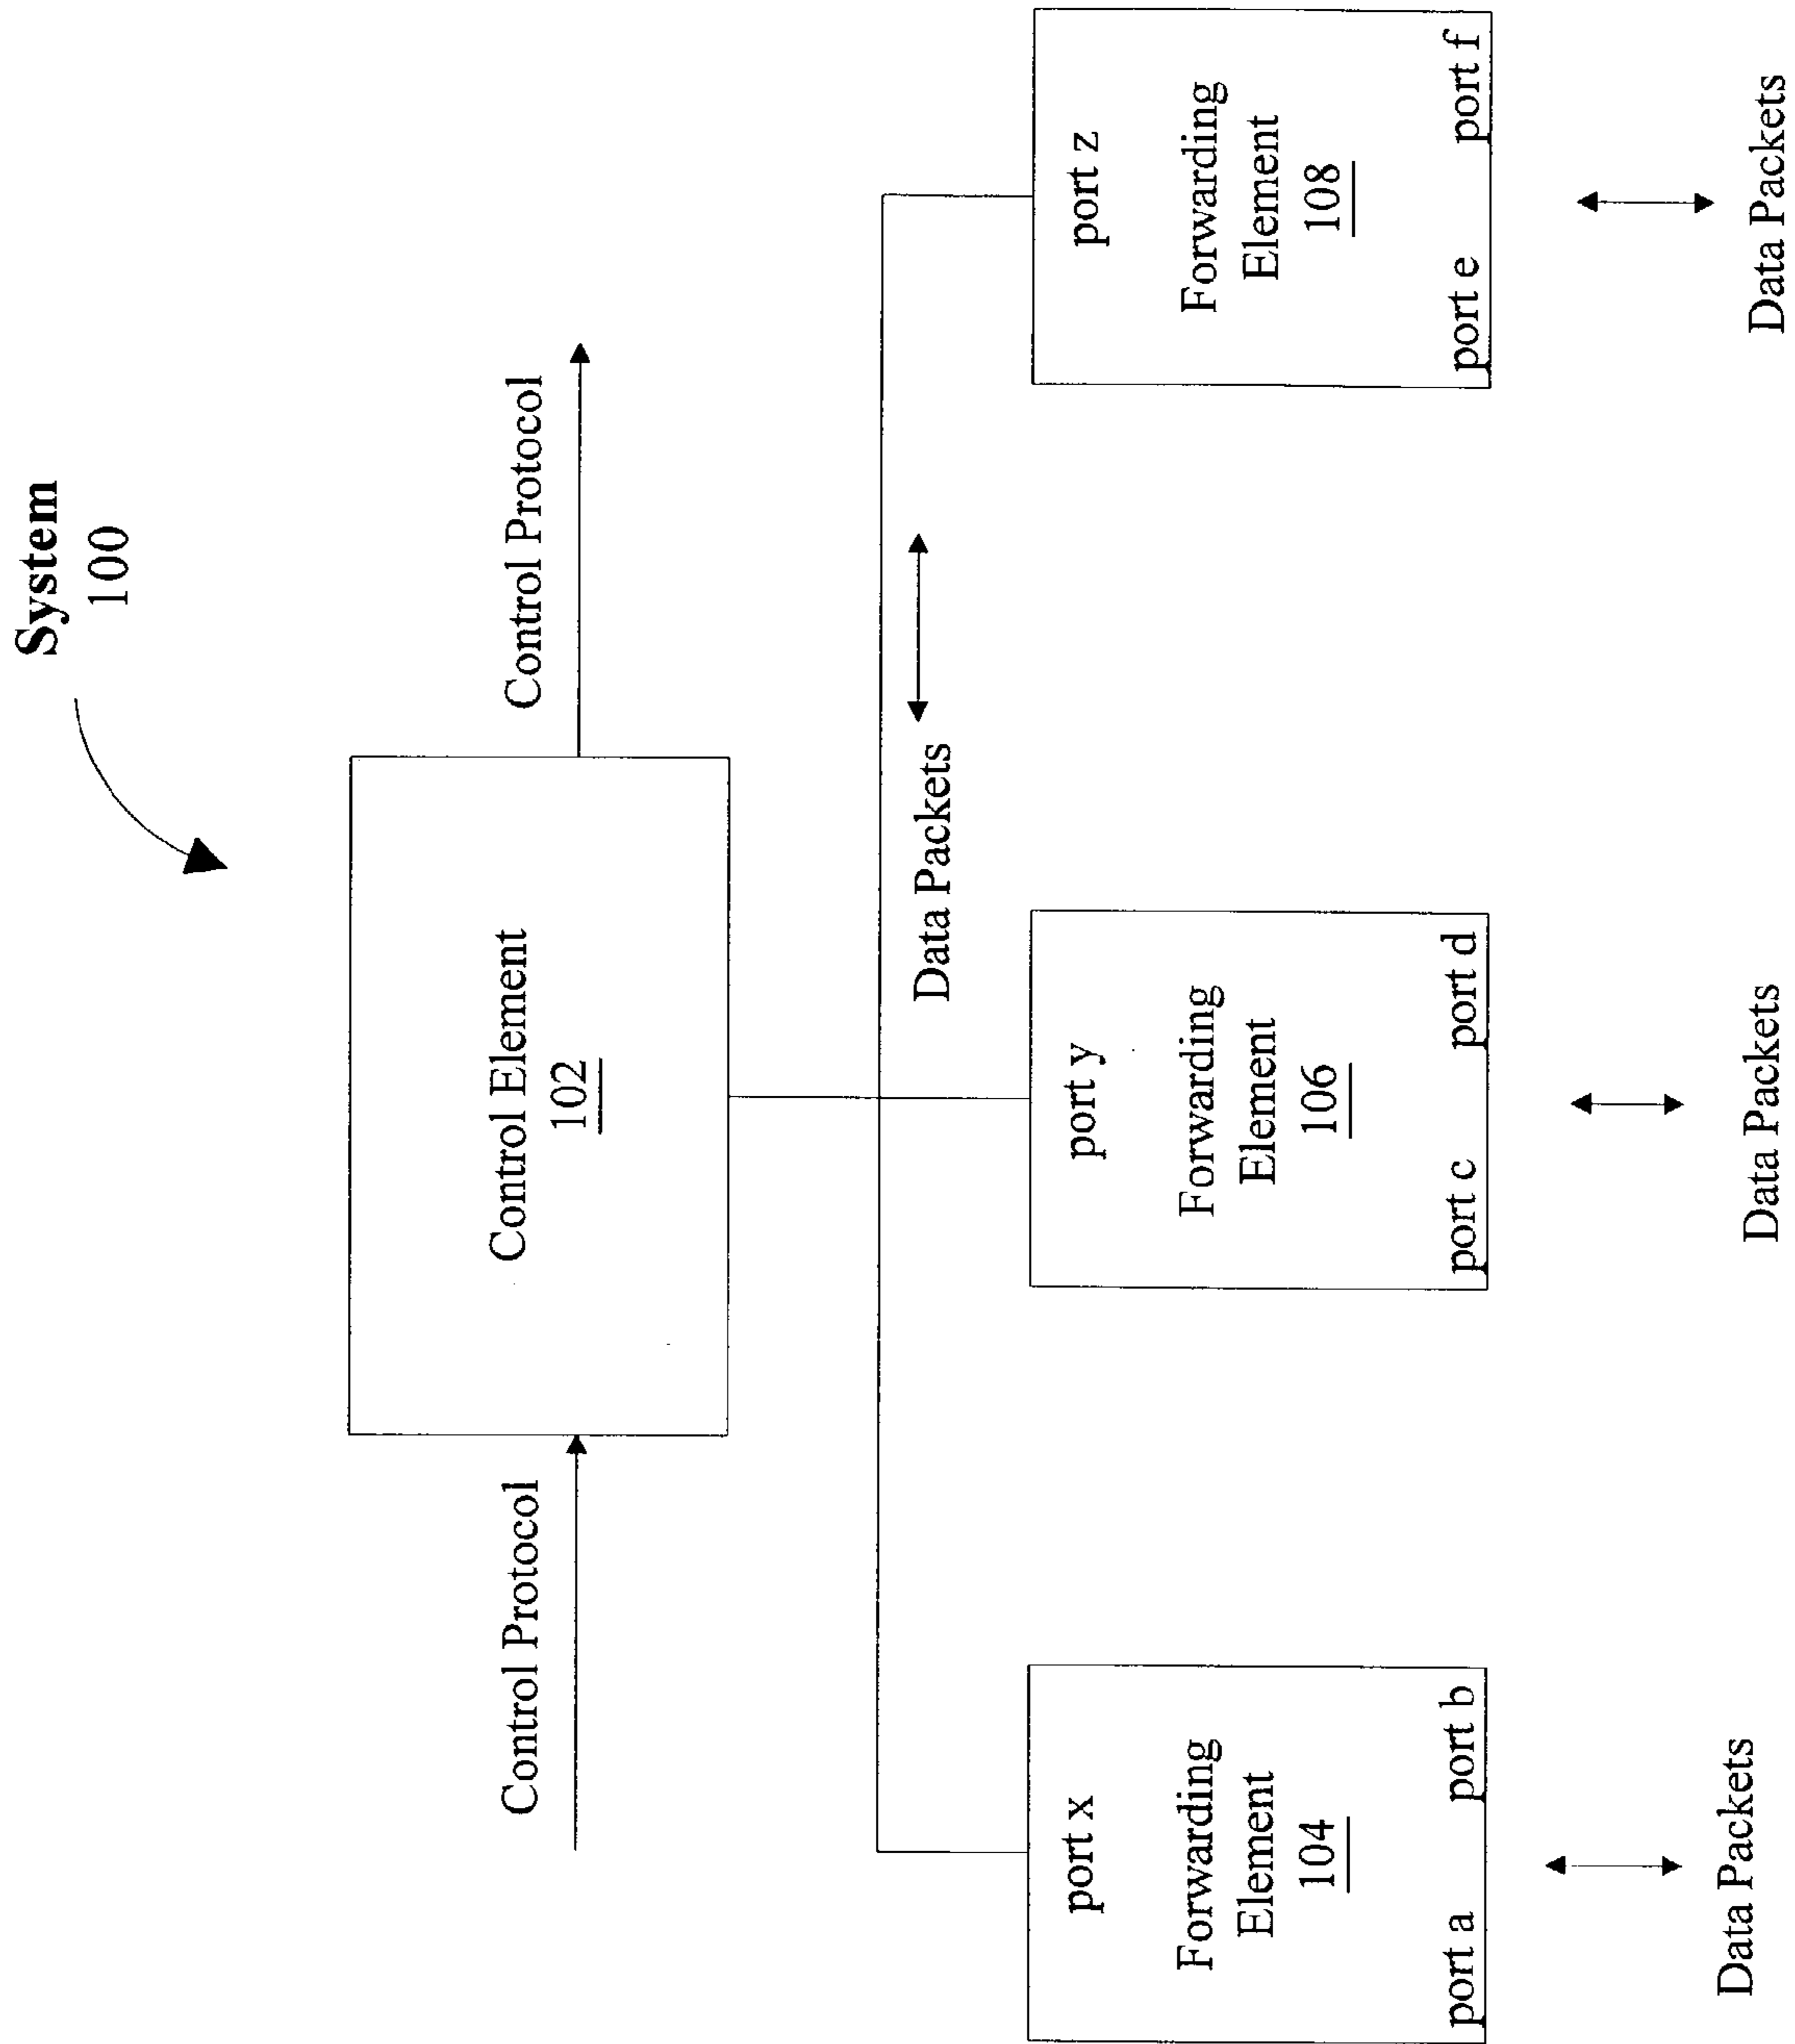 System
100
Control Protocol
Control Element
102
Control Protocol
Data Packets
port x
Forwarding
Element
104
port a port b
port y
Forwarding
Element
106
port c port d
port z
Forwarding
Element
108
port e port f
Data Packets
Data Packets
Data Packets